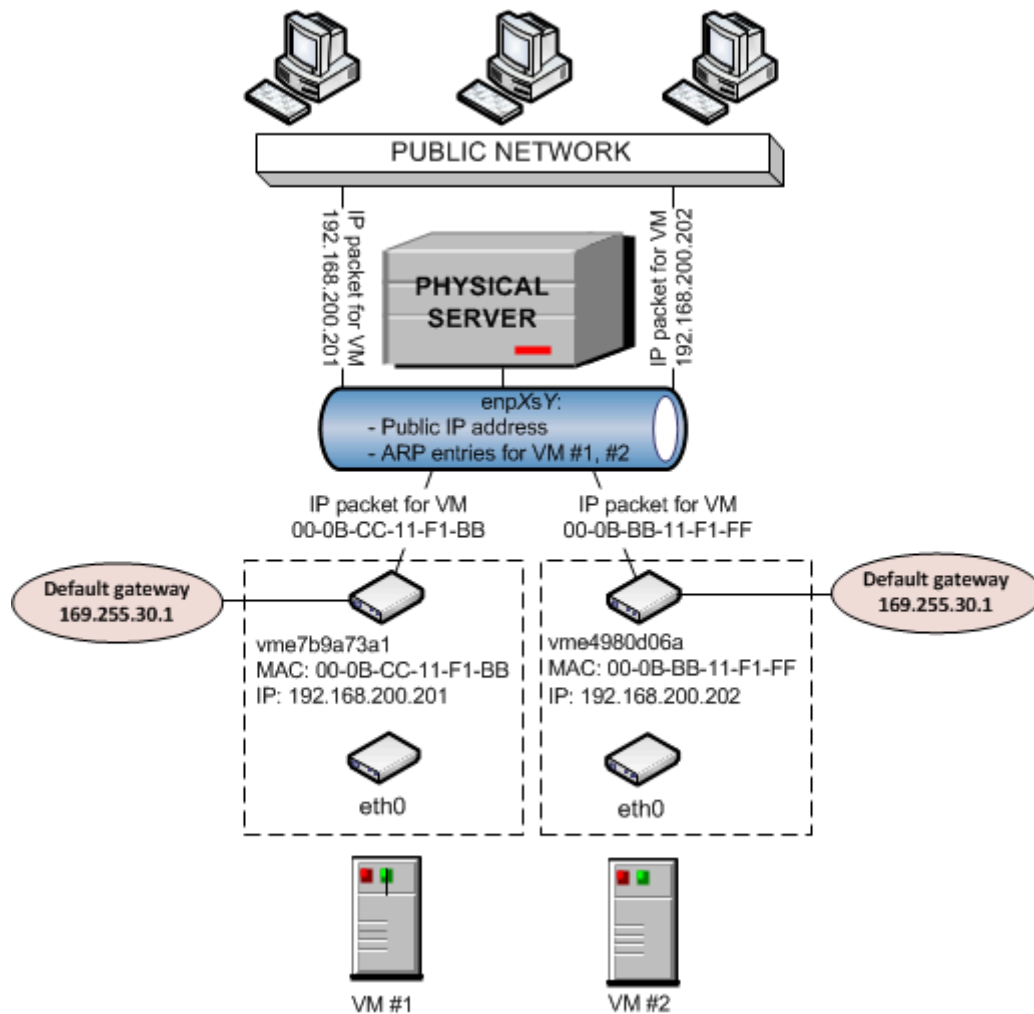 PUBLIC NETWORK
IP packet for VM
192.168.200.201
IP packet for VM
192.168.200.202
PHYSICAL
SERVER
enpXsY:
- Public IP address
- ARP entries for VM #1, #2
IP packet for VM
00-0B-CC-11-F1-BB
IP packet for VM
00-0B-BB-11-F1-FF
Default gateway
169.255.30.1
Default gateway
169.255.30.1
vme7b9a73a1
MAC: 00-0B-CC-11-F1-BB
IP: 192.168.200.201
vme4980d06a
MAC: 00-0B-BB-11-F1-FF
IP: 192.168.200.202
eth0
eth0
VM #1
VM #2